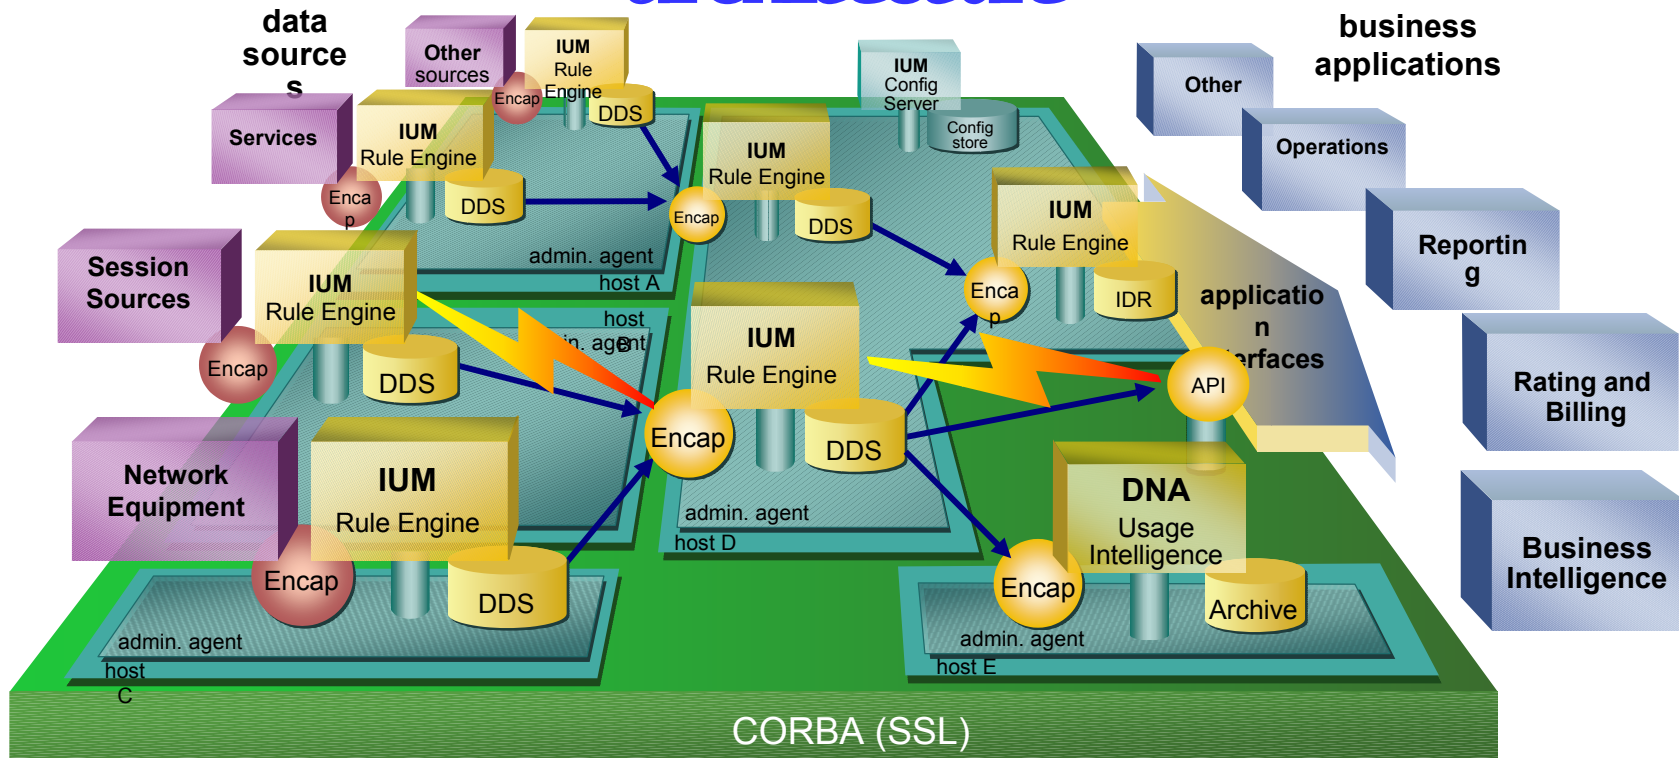 data
source
s
business
applications
Other
sources
IUM
Rule
Engine
Encap
DDS
IUM
Config
Server
Config
store
Other
Services
IUM
Rule Engine
Enca
p
DDS
Operations
IUM
Rule Engine
Encap
DDS
admin. agent
host A
IUM
Rule Engine
Enca
p
IDR
Reportin
g
Session
Sources
IUM
Rule Engine
Encap
DDS
host
B
in. agent
IUM
Rule Engine
Encap
DDS
admin. agent
host D
applicatio
n
terfaces
API
Rating and
Billing
Network
Equipment
IUM
Rule Engine
Encap
DDS
admin. agent
host
C
DNA
Usage
Intelligence
Encap
Archive
admin. agent
host E
Business
Intelligence
CORBA (SSL)